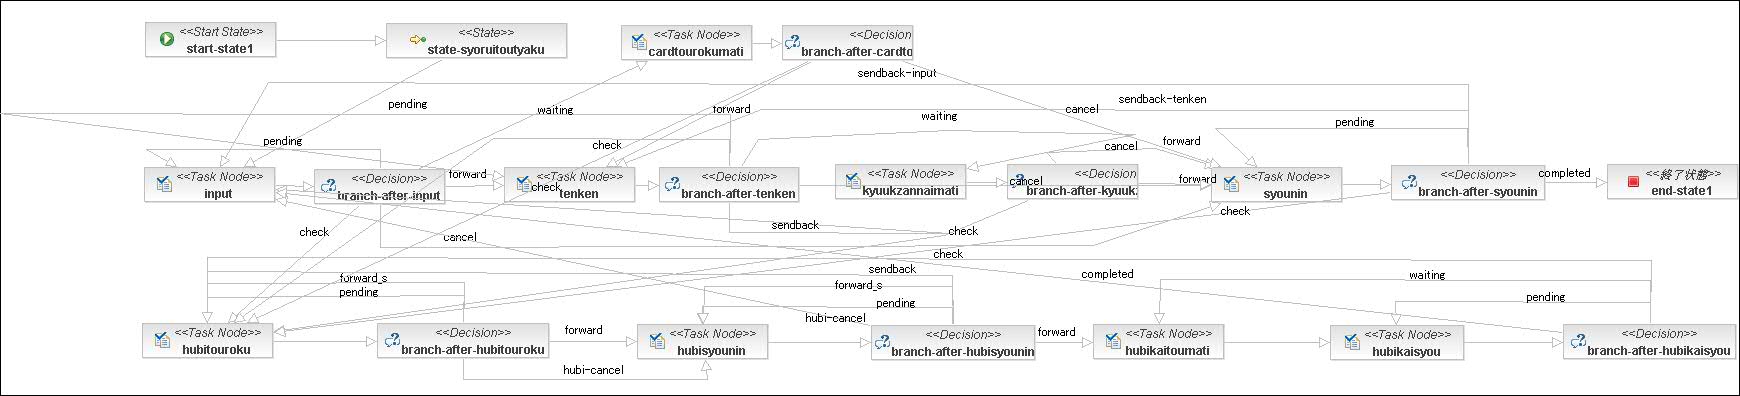 <<Start State>>
start-state1
<<State>>
state-syoruitoutyaku
<<Task Node>>
cardtourokumati
<<Decision
branch-after-cardto
sendback-input
pending
waiting
forward
cancel
sendback-tenken
waiting
pending
pending
check
cancel
forward
<<Task Node>>
input
<<Decision>>
branch-after-input
forward
<<Task Node>>
tenken
check
<<Decision>>
branch-after-tenken
<<Task Node>>
kyuukzannaimati
cancel
<<Decision
branch-after-kyuuk
forward
<<Task Node>>
syounin
<<Decision>>
branch-after-syounin
completed
<<終了状態>>
end-state1
check
cancel
sendback
check
check
check
forward_s
pending
sendback
forward_s
pending
hubi-cancel
completed
waiting
pending
<<Task Node>>
hubitouroku
<<Decision>>
branch-after-hubitouroku
forward
hubi-cancel
<<Task Node>>
hubisyounin
<<Decision>>
branch-after-hubisyounin
forward
<<Task Node>>
hubikaitoumati
<<Task Node>>
hubikaisyou
<<Decision>>
branch-after-hubikaisyou